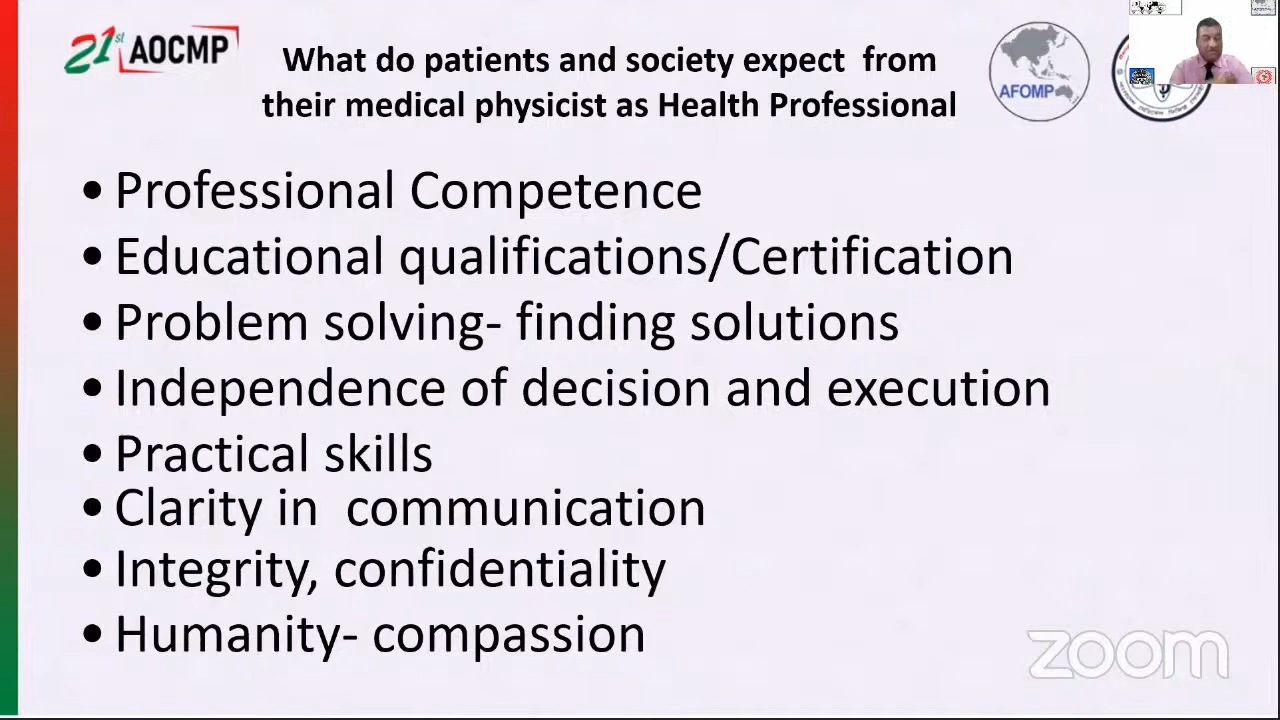 21st AOCMP
What do patients and society expect from
their medical physicist as Health Professional
AFOMP
• Professional Competence
• Educational qualifications/Certification
• Problem solving- finding solutions
• Independence of decision and execution
• Practical skills
• Clarity in communication
• Integrity, confidentiality
• Humanity- compassion
zoom